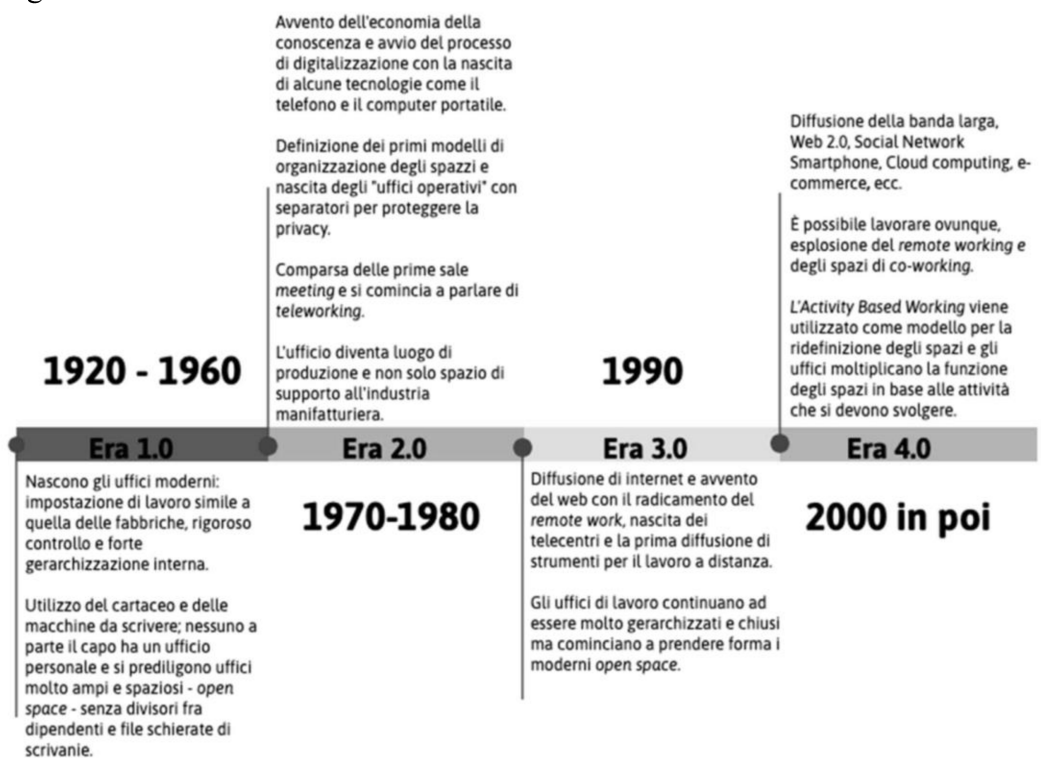 Avvento dell'economia della
conoscenza e avvio del processo
di digitalizzazione con la nascita
di alcune tecnologie come il
telefono e il computer portatile.
Definizione dei primi modelli di
organizzazione degli spazzi e
nascita degli "uffici operativi" con
separatori per proteggere la
privacy.
Comparsa delle prime sale
meeting e si comincia a parlare di
teleworking.
L'ufficio diventa luogo di
produzione e non solo spazio di
supporto all'industria
manifatturiera.
Diffusione della banda larga,
Web 2.0, Social Network
Smartphone, Cloud computing, e-
commerce, ecc.
È possibile lavorare ovunque,
esplosione del remote working e
degli spazi di co-working.
L'Activity Based Working viene
utilizzato come modello per la
ridefinizione degli spazi e gli
uffici moltiplicano la funzione
degli spazi in base alle attività
che si devono svolgere.
1920 - 1960
1990
Era 1.0
Era 2.0
Era 3.0
Era 4.0
Nascono gli uffici moderni:
impostazione di lavoro simile a
quella delle fabbriche, rigoroso
controllo e forte
gerarchizzazione interna.
Utilizzo del cartaceo e delle
macchine da scrivere; nessuno a
parte il capo ha un ufficio
personale e si prediligono uffici
molto ampi e spaziosi - open
space - senza divisori fra
dipendenti e file schierate di
scrivanie.
1970-1980
Diffusione di internet e avvento
del web con il radicamento del
remote work, nascita dei
telecentri e la prima diffusione di
strumenti per il lavoro a distanza.
Gli uffici di lavoro continuano ad
essere molto gerarchizzati e chiusi
ma cominciano a prendere forma i
moderni open space.
2000 in poi